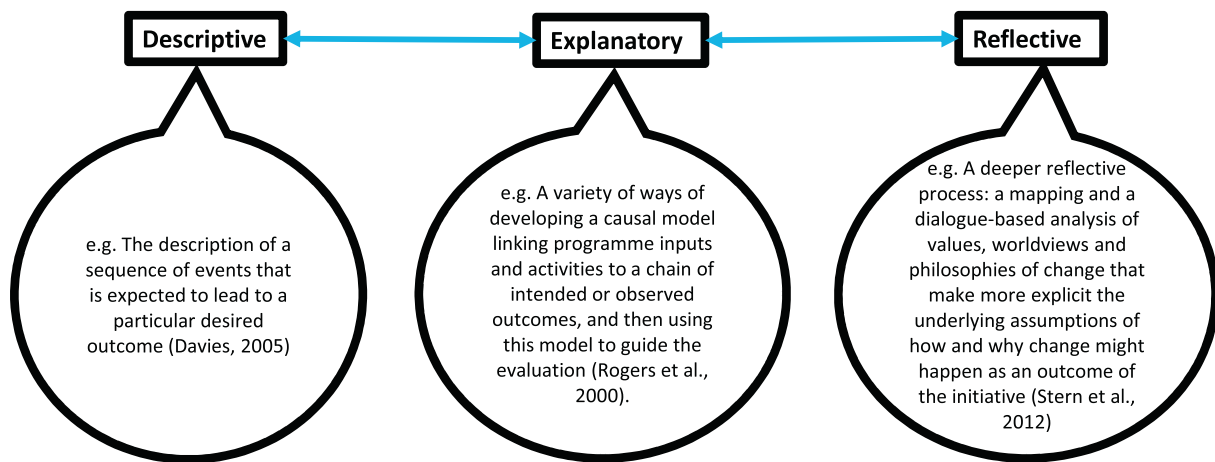 Descriptive
Explanatory
Reflective
e.g. The description of a
sequence of events that
is expected to lead to a
particular desired
outcome (Davies, 2005)
e.g. A variety of ways of
developing a causal model
linking programme inputs
and activities to a chain of
intended or observed
outcomes, and then using
this model to guide the
evaluation (Rogers et al.,
2000).
e.g. A deeper reflective
process: a mapping and a
dialogue-based analysis of
values, worldviews and
philosophies of change that
make more explicit the
underlying assumptions of
how and why change might
happen as an outcome of
the initiative (Stern et al.,
2012)